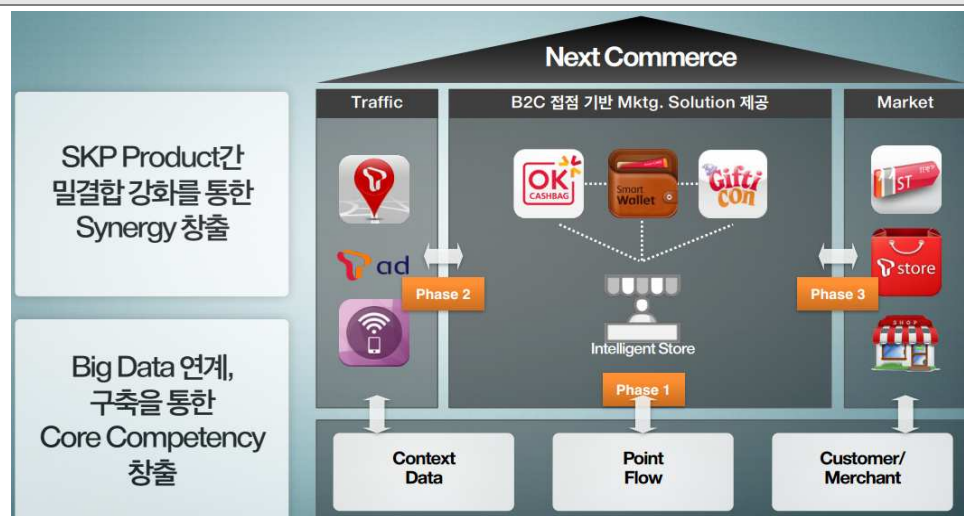 Next Commerce
SKP Product간
밀결합 강화를 통한
Synergy 창출
Big Data 연계,
구축을 통한
Core Competency
창출
Traffic
B2C 접점 기반 Mktg. Solution 제공
Market
T
T ad
OK!
CASHBAG
Smart
Wallet
Gifti
con
Intelligent Store
11ST
T store
SHOP
Phase 2
Phase 1
Phase 3
Context
Data
Point
Flow
Customer/
Merchant